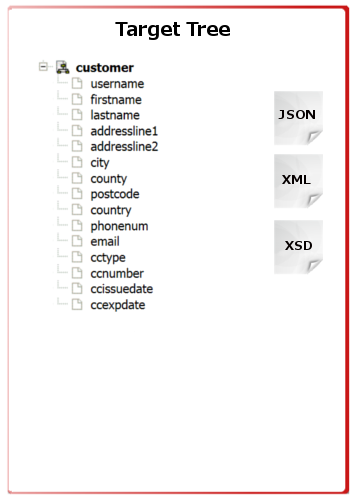 Target Tree
customer
username
firstname
lastname
addressline1
addressline2
city
county
postcode
country
phonenum
email
cctype
ccnumber
ccissuedate
ccexpdate
JSON
XML
XSD